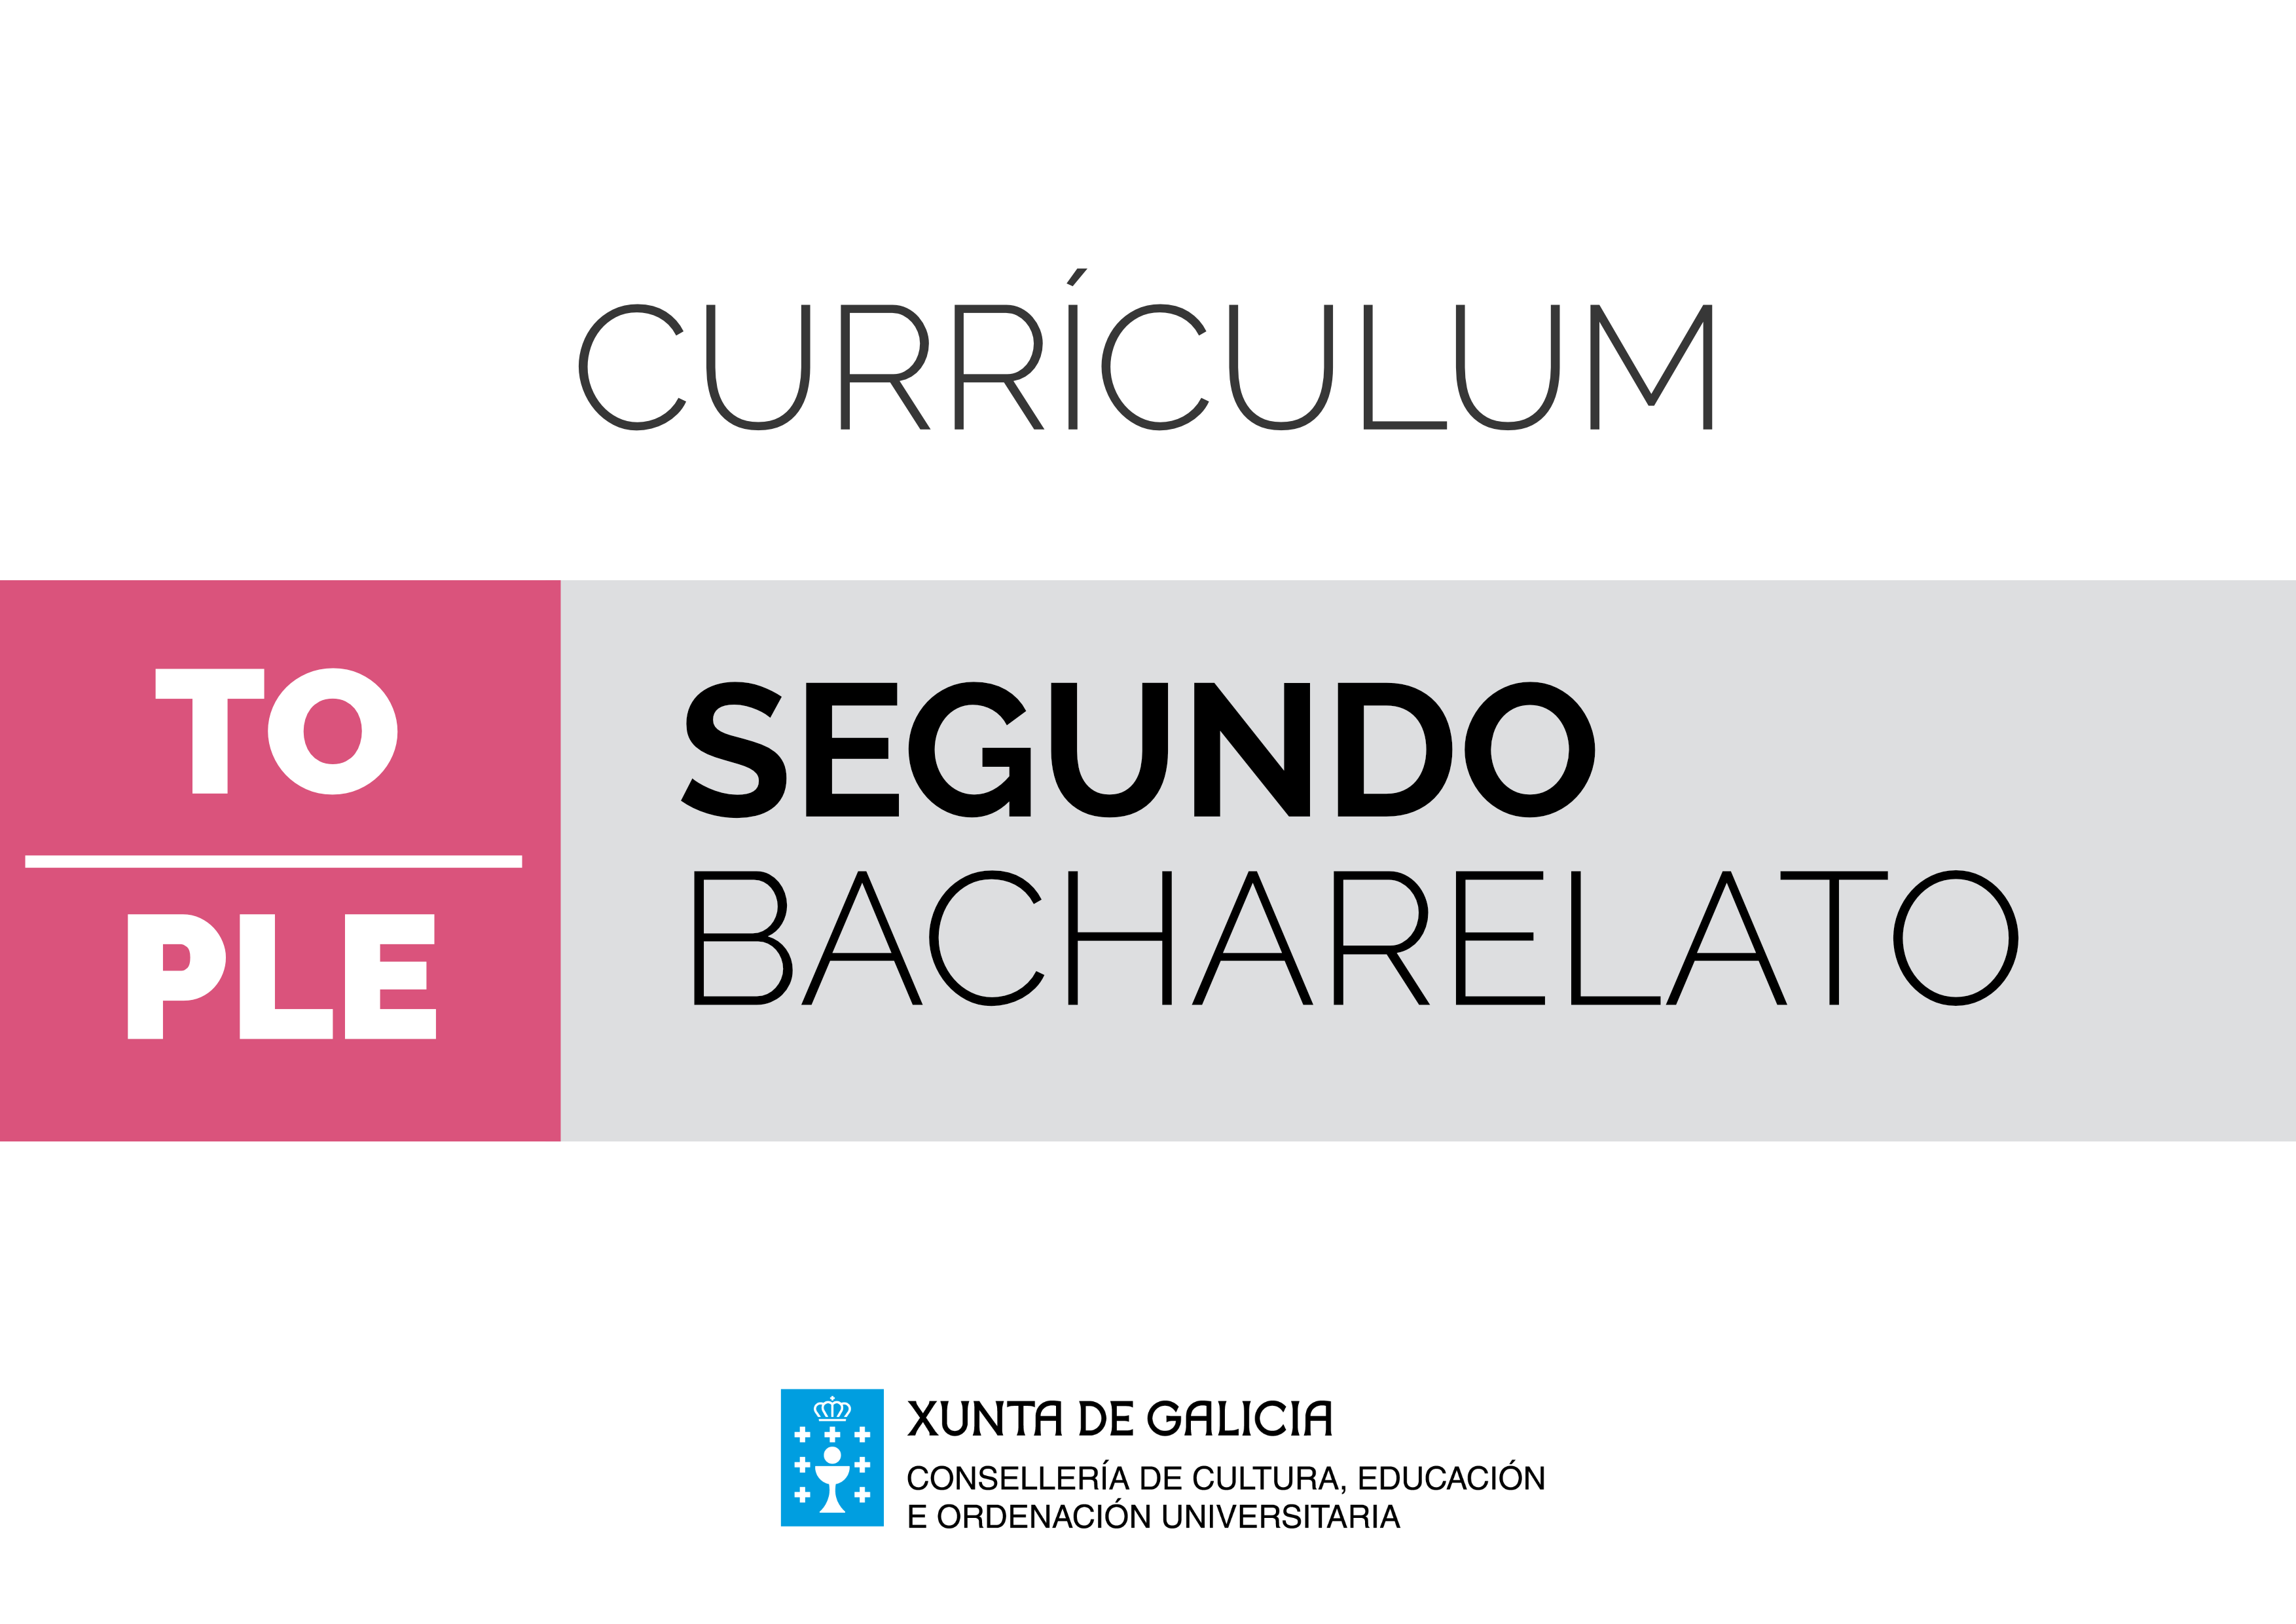 CURRÍCULUM
TO
PLE
SEGUNDO
BACHARELATO
XUNTA DE GALICIA
CONSELLERÍA DE CULTURA, EDUCACIÓN
E ORDENACIÓN UNIVERSITARIA